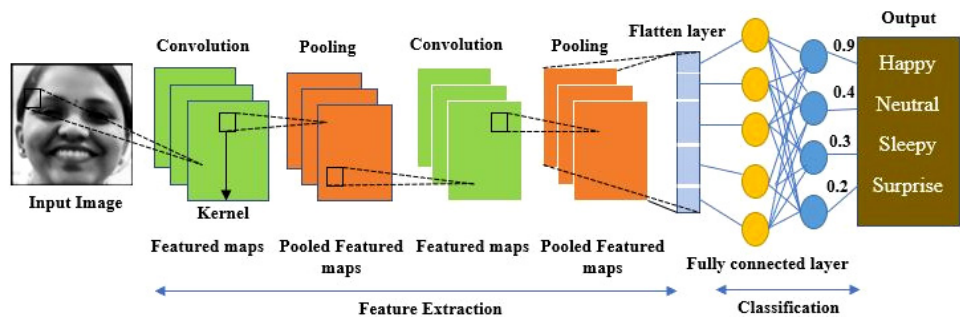 Convolution
Pooling
Convolution
Pooling
Flatten layer
Output
0.9
Happy
0.4
Neutral
0.3
Sleepy
0.2
Surprise
Input Image
Kernel
Featured maps
Pooled Featured
maps
Featured maps
Pooled Featured
maps
Fully connected layer
Feature Extraction
Classification